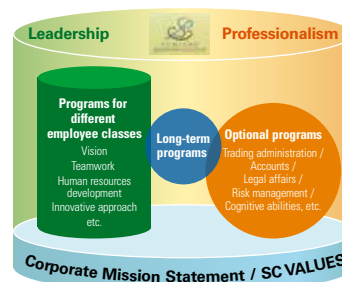 Leadership
Professionalism
Programs for
different
employee classes
Vision
Teamwork
Human resources
development
Innovative approach
etc.
Long-term
programs
Optional programs
Trading administration /
Accounts /
Legal affairs /
Risk management /
Cognitive abilities, etc.
Corporate Mission Statement / SC VALUES